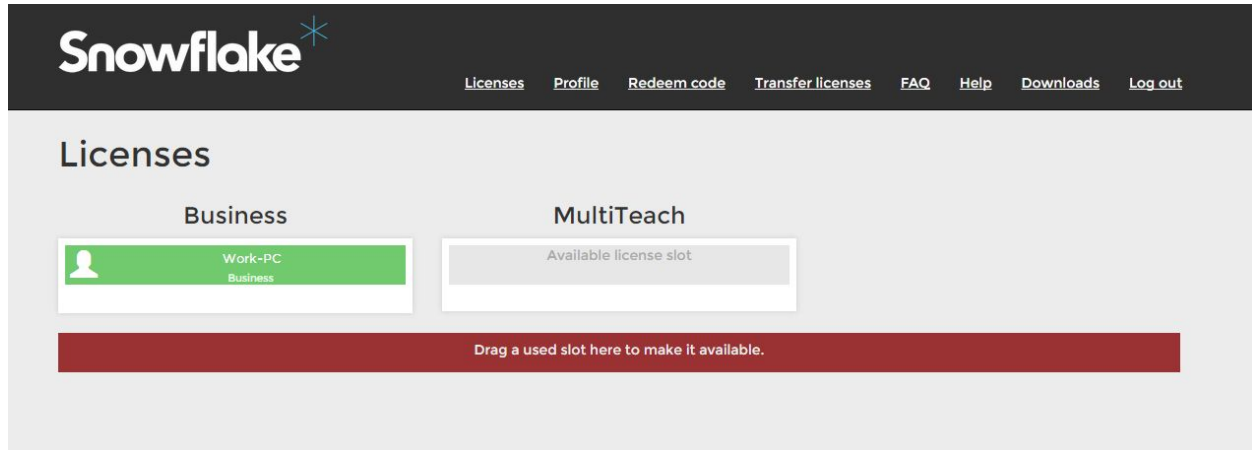 Snowflake
Licenses Profile Redeem code Transfer licenses FAQ Help Downloads Log out
Licenses
Business MultiTeach
Work-PC Available license slot
Business
Drag a used slot here to make it available.